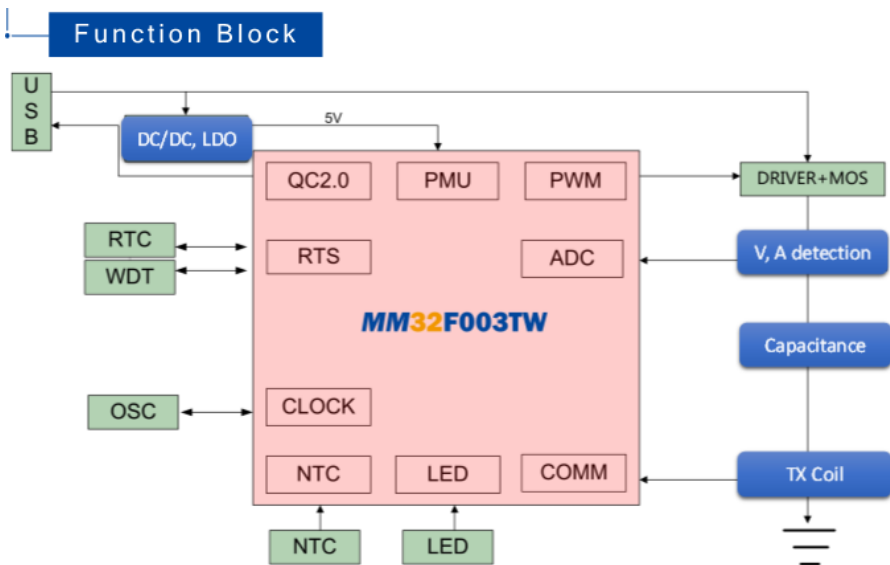 Function Block
U
S
B
DC/DC, LDO
5V
QC2.0
PMU
PWM
DRIVER+MOS
RTC
WDT
RTS
ADC
V, A detection
MM32F003TW
Capacitance
OSC
CLOCK
NTC
LED
COMM
TX Coil
NTC
LED